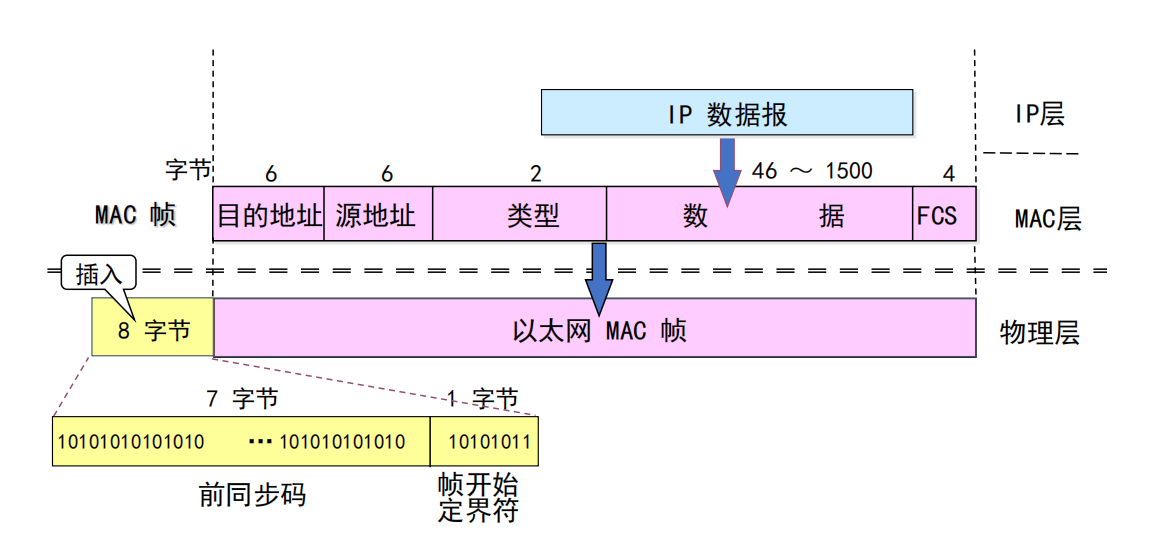 IP 数据报
IP层
字节 6 6 2 46 ～ 1500 4
MAC 帧 目的地址 源地址 类型 数 据 FCS MAC层
插入
8 字节 以太网 MAC 帧 物理层
7 字节 1 字节
10101010101010 … 101010101010 10101011
前同步码 帧开始
定界符